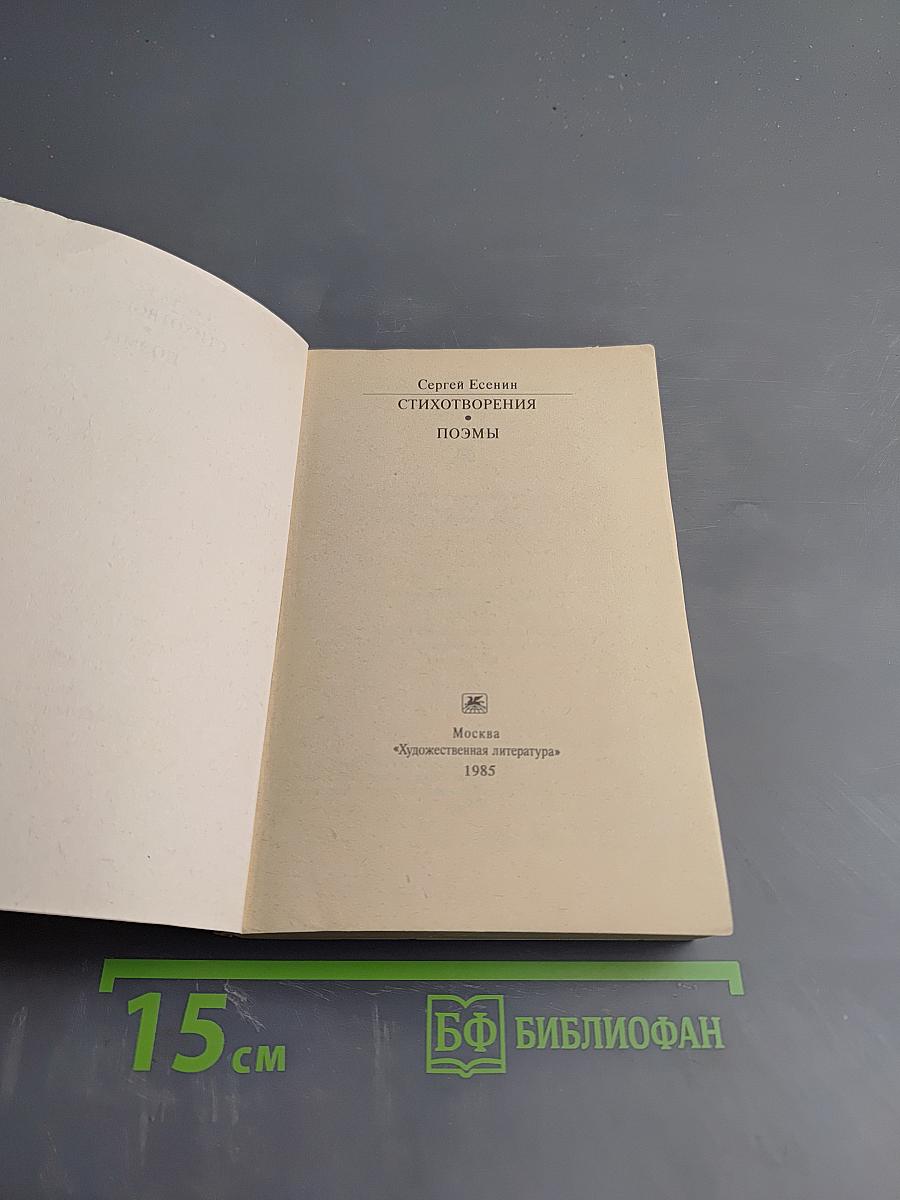 Сергей Есенин
СТИХОТВОРЕНИЯ
•
ПОЭМЫ
Москва
«Художественная литература»
1985
15 см
БФ БИБЛИОФАН